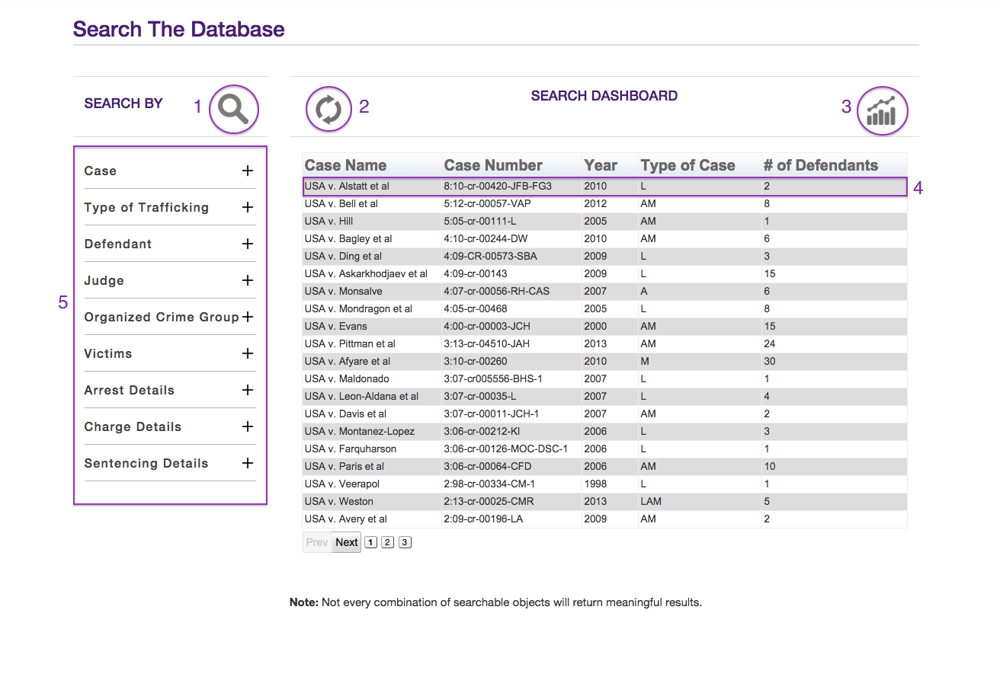 Search The Database
SEARCH BY 1
2 SEARCH DASHBOARD 3
5
Case +
Type of Trafficking +
Defendant +
Judge +
Organized Crime Group +
Victims +
Arrest Details +
Charge Details +
Sentencing Details +
Case Name Case Number Year Type of Case # of Defendants
USA v. Alstatt et al 8:10-cr-00420-JFB-FG3 2010 L 2 4
USA v. Bell et al 5:12-cr-00057-VAP 2012 AM 8
USA v. Hill 5:05-cr-00111-L 2005 AM 1
USA v. Bagley et al 4:10-cr-00244-DW 2010 AM 6
USA v. Ding et al 4:09-CR-00573-SBA 2009 L 3
USA v. Askarkhodjaev et al 4:09-cr-00143 2009 L 15
USA v. Monsalve 4:07-cr-00056-RH-CAS 2007 A 6
USA v. Mondragon et al 4:05-cr-00468 2005 L 8
USA v. Evans 4:00-cr-00003-JCH 2000 AM 15
USA v. Pittman et al 3:13-cr-04510-JAH 2013 AM 24
USA v. Afyare et al 3:10-cr-00260 2010 M 30
USA v. Maldonado 3:07-cr005556-BHS-1 2007 L 1
USA v. Leon-Aldana et al 3:07-cr-00035-L 2007 L 4
USA v. Davis et al 3:07-cr-00011-JCH-1 2007 AM 2
USA v. Montanez-Lopez 3:06-cr-00212-KI 2006 L 3
USA v. Farquharson 3:06-cr-00126-MOC-DSC-1 2006 L 1
USA v. Paris et al 3:06-cr-00064-CFD 2006 AM 10
USA v. Veerapol 2:98-cr-00334-CM-1 1998 L 1
USA v. Weston 2:13-cr-00025-CMR 2013 LAM 5
USA v. Avery et al 2:09-cr-00196-LA 2009 AM 2
Prev Next 1 2 3
Note: Not every combination of searchable objects will return meaningful results.